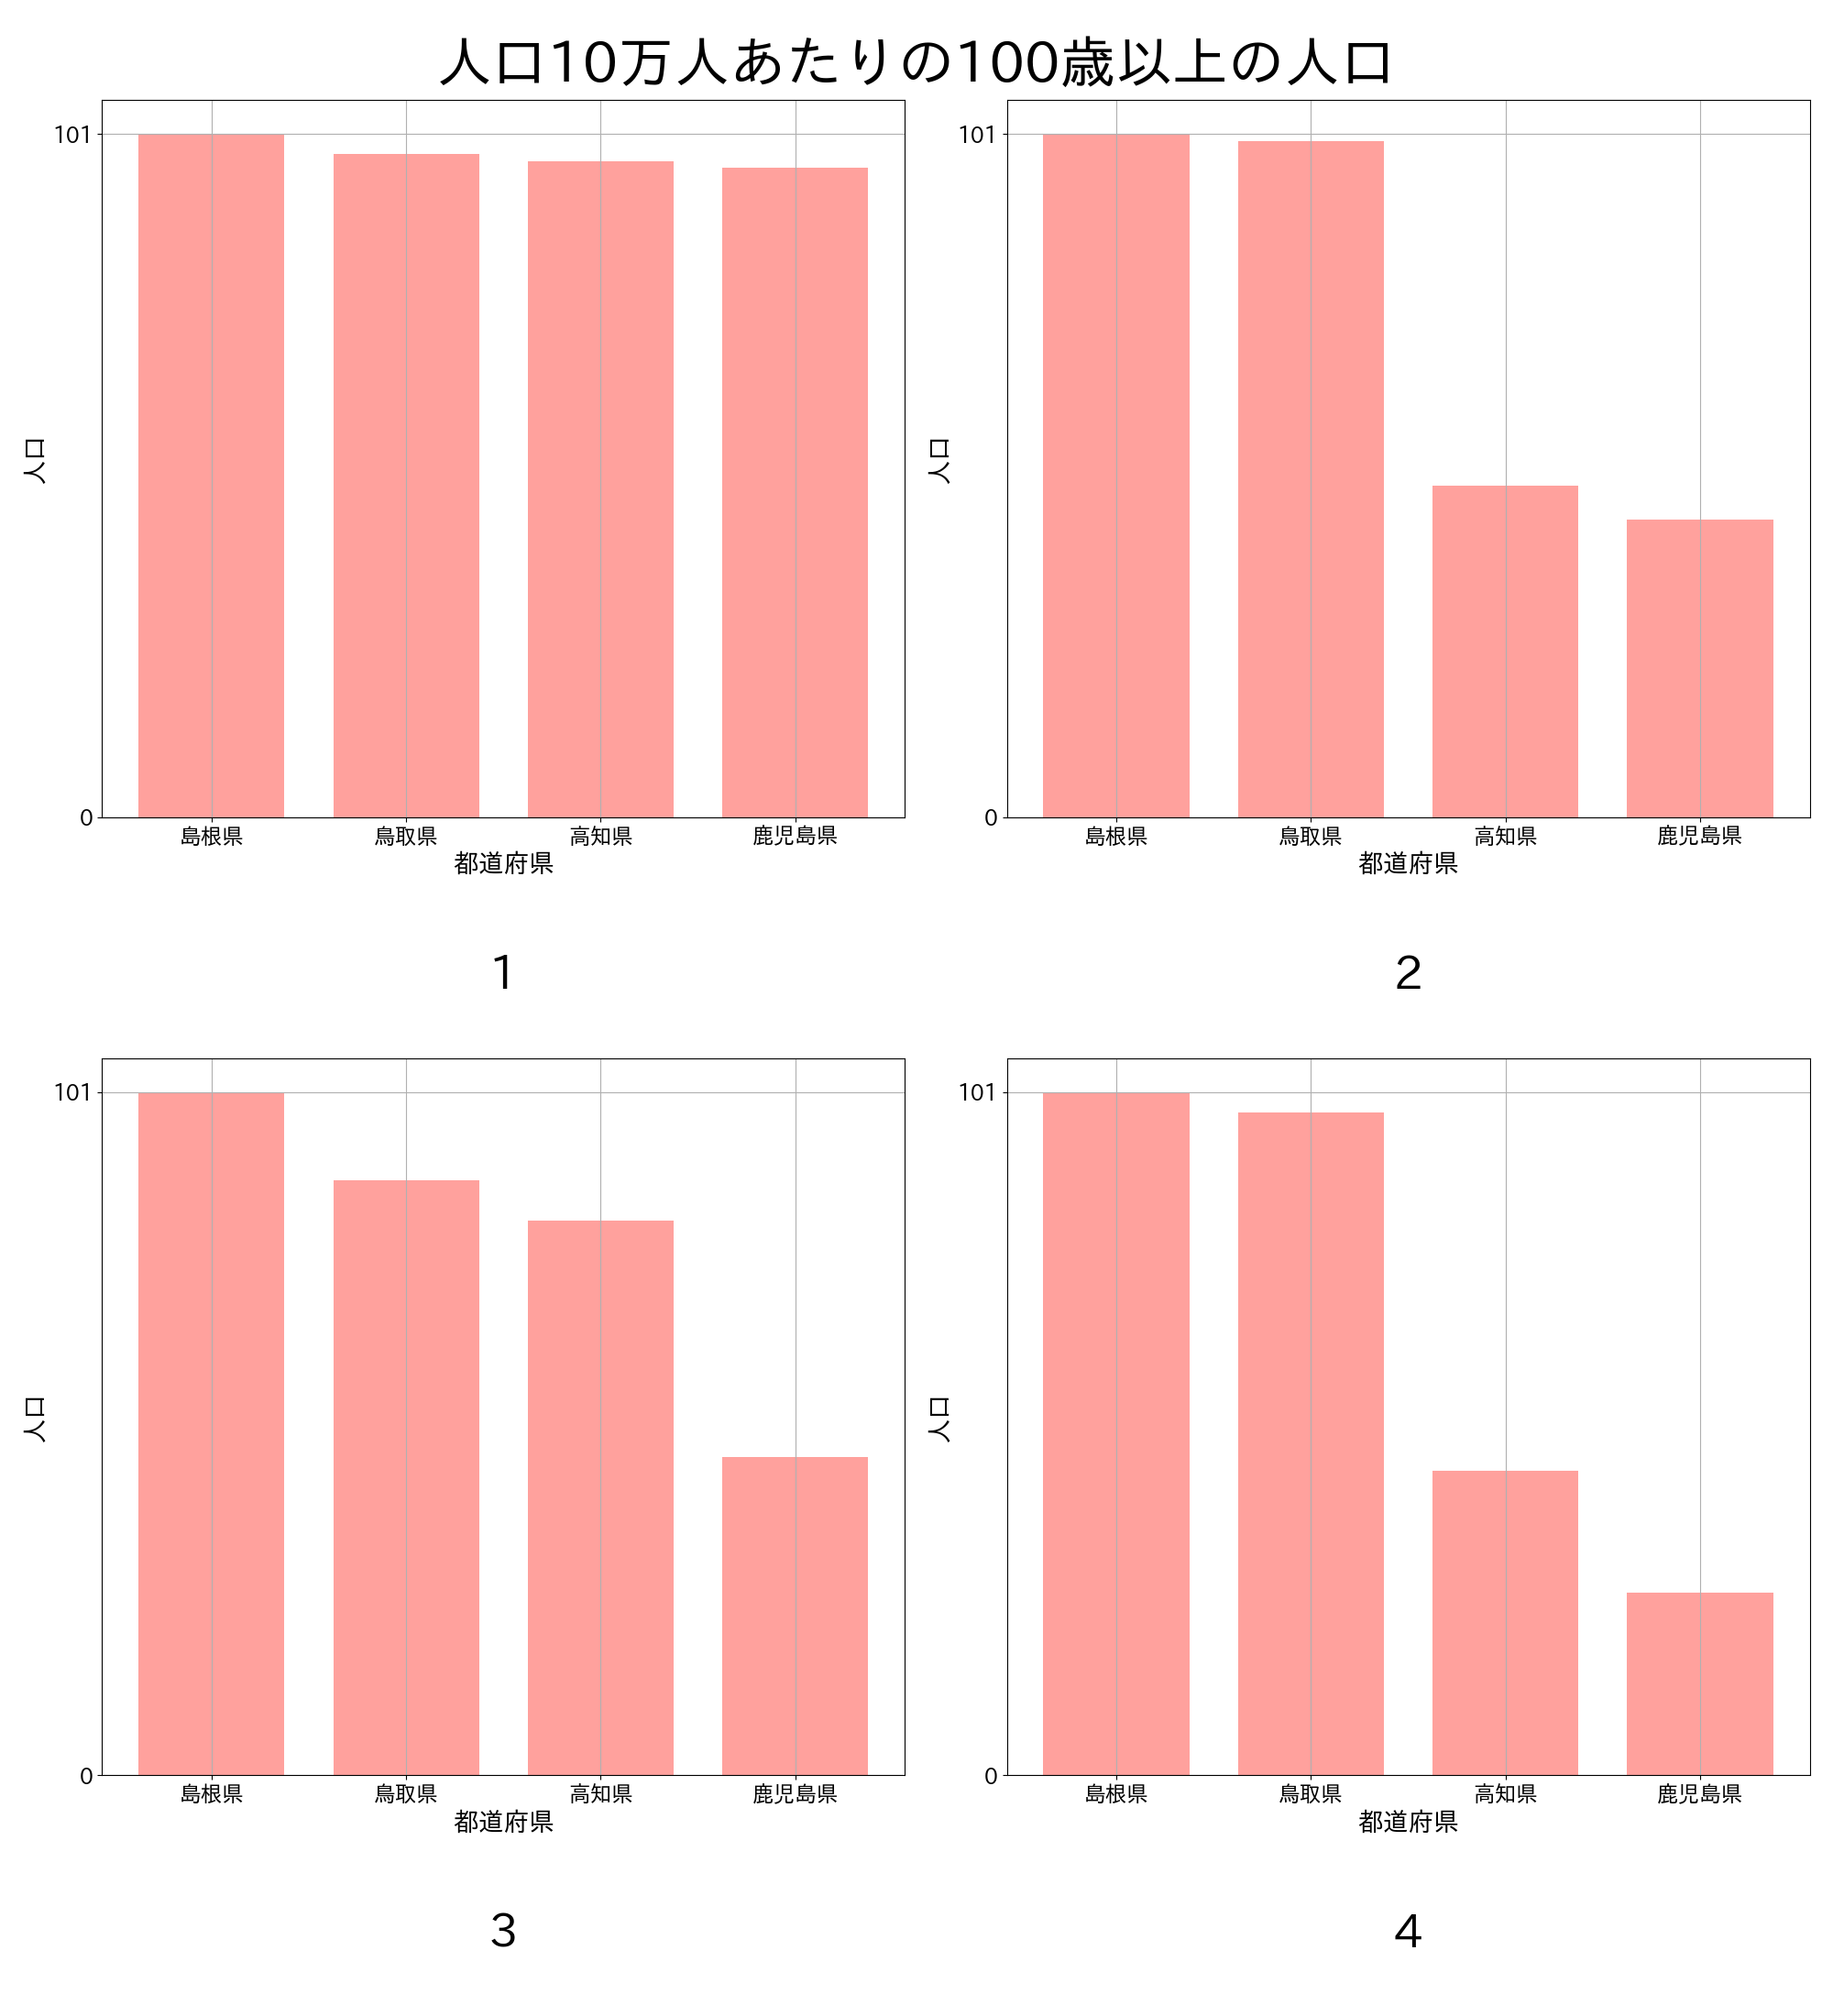 人口10万人あたりの100歳以上の人口
101
0
人口
島根県 鳥取県 高知県 鹿児島県
都道府県
1
101
0
人口
島根県 鳥取県 高知県 鹿児島県
都道府県
2
101
0
人口
島根県 鳥取県 高知県 鹿児島県
都道府県
3
101
0
人口
島根県 鳥取県 高知県 鹿児島県
都道府県
4